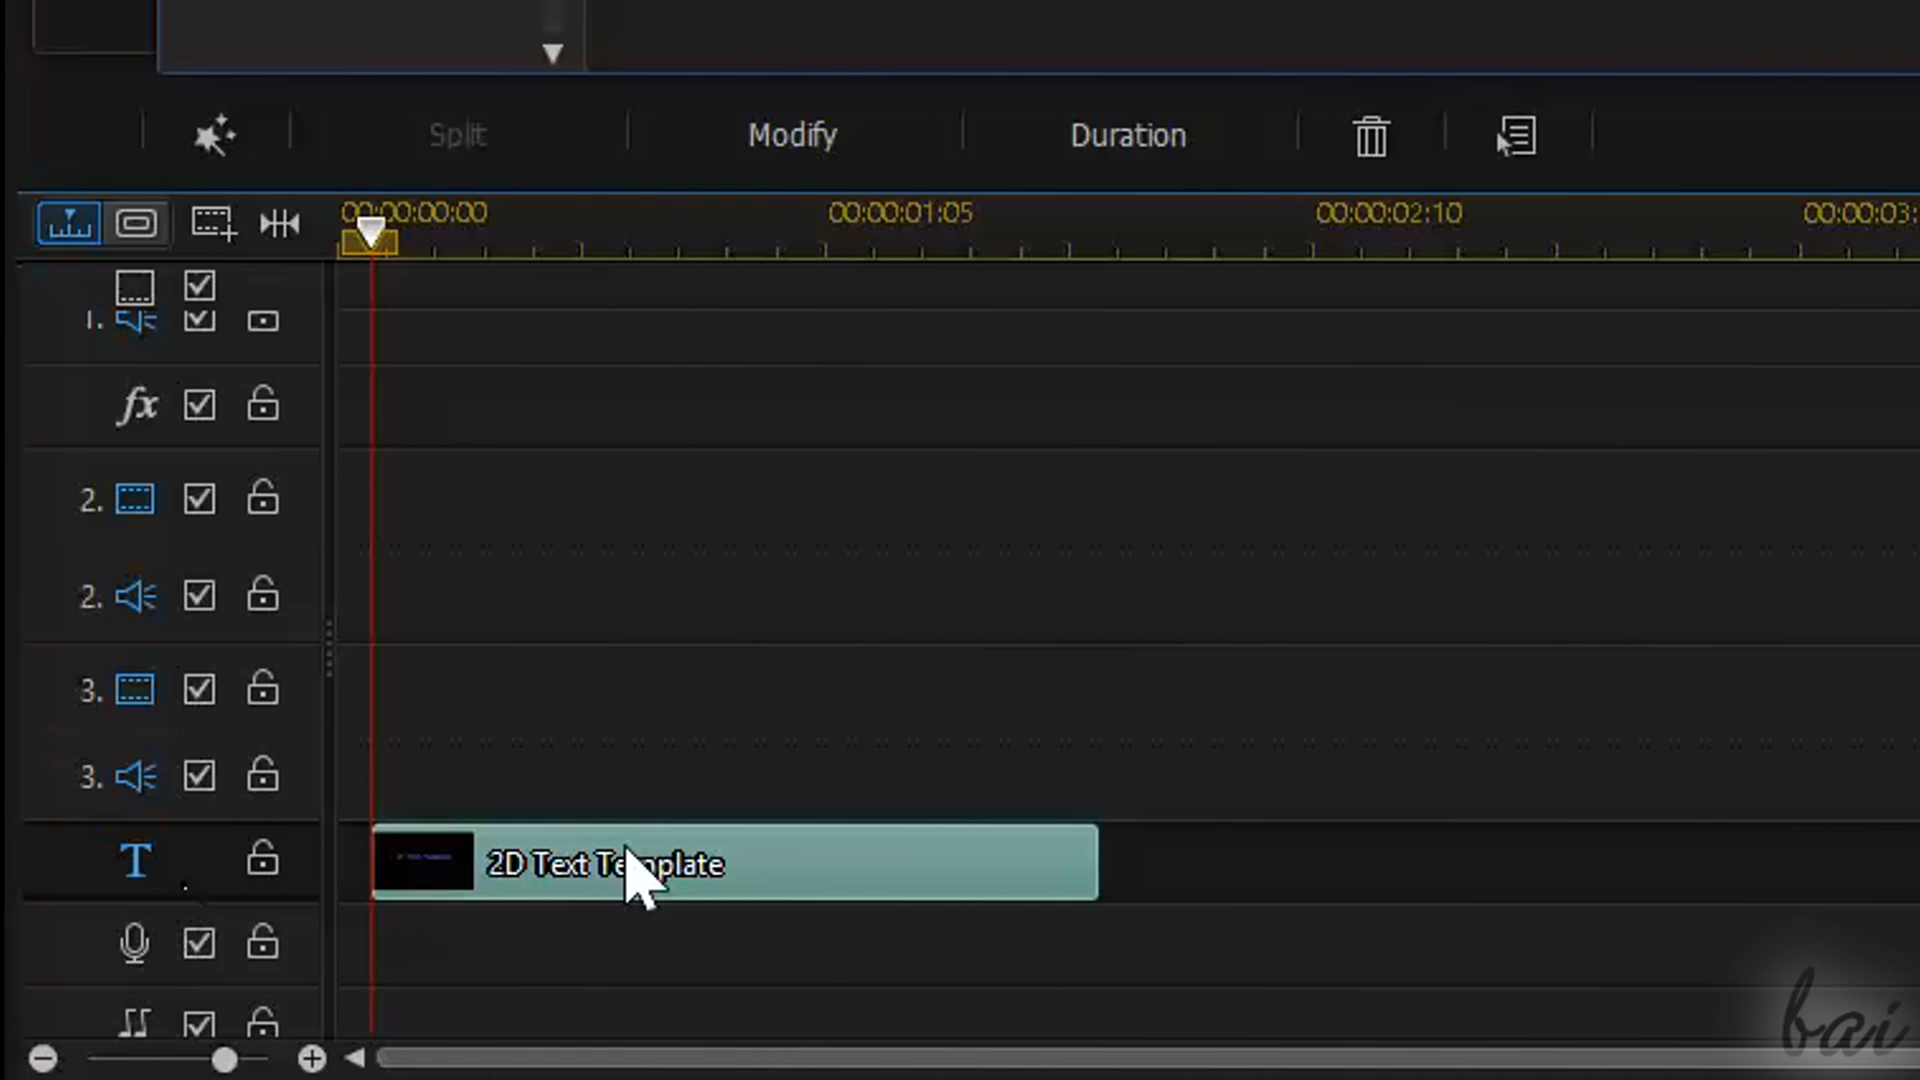 Split Modify Duration
00:00:00:00 00:00:01:05 00:00:02:10 00:00:03:
1.
fx
2.
2.
3.
3.
T 2D Text Template
bai